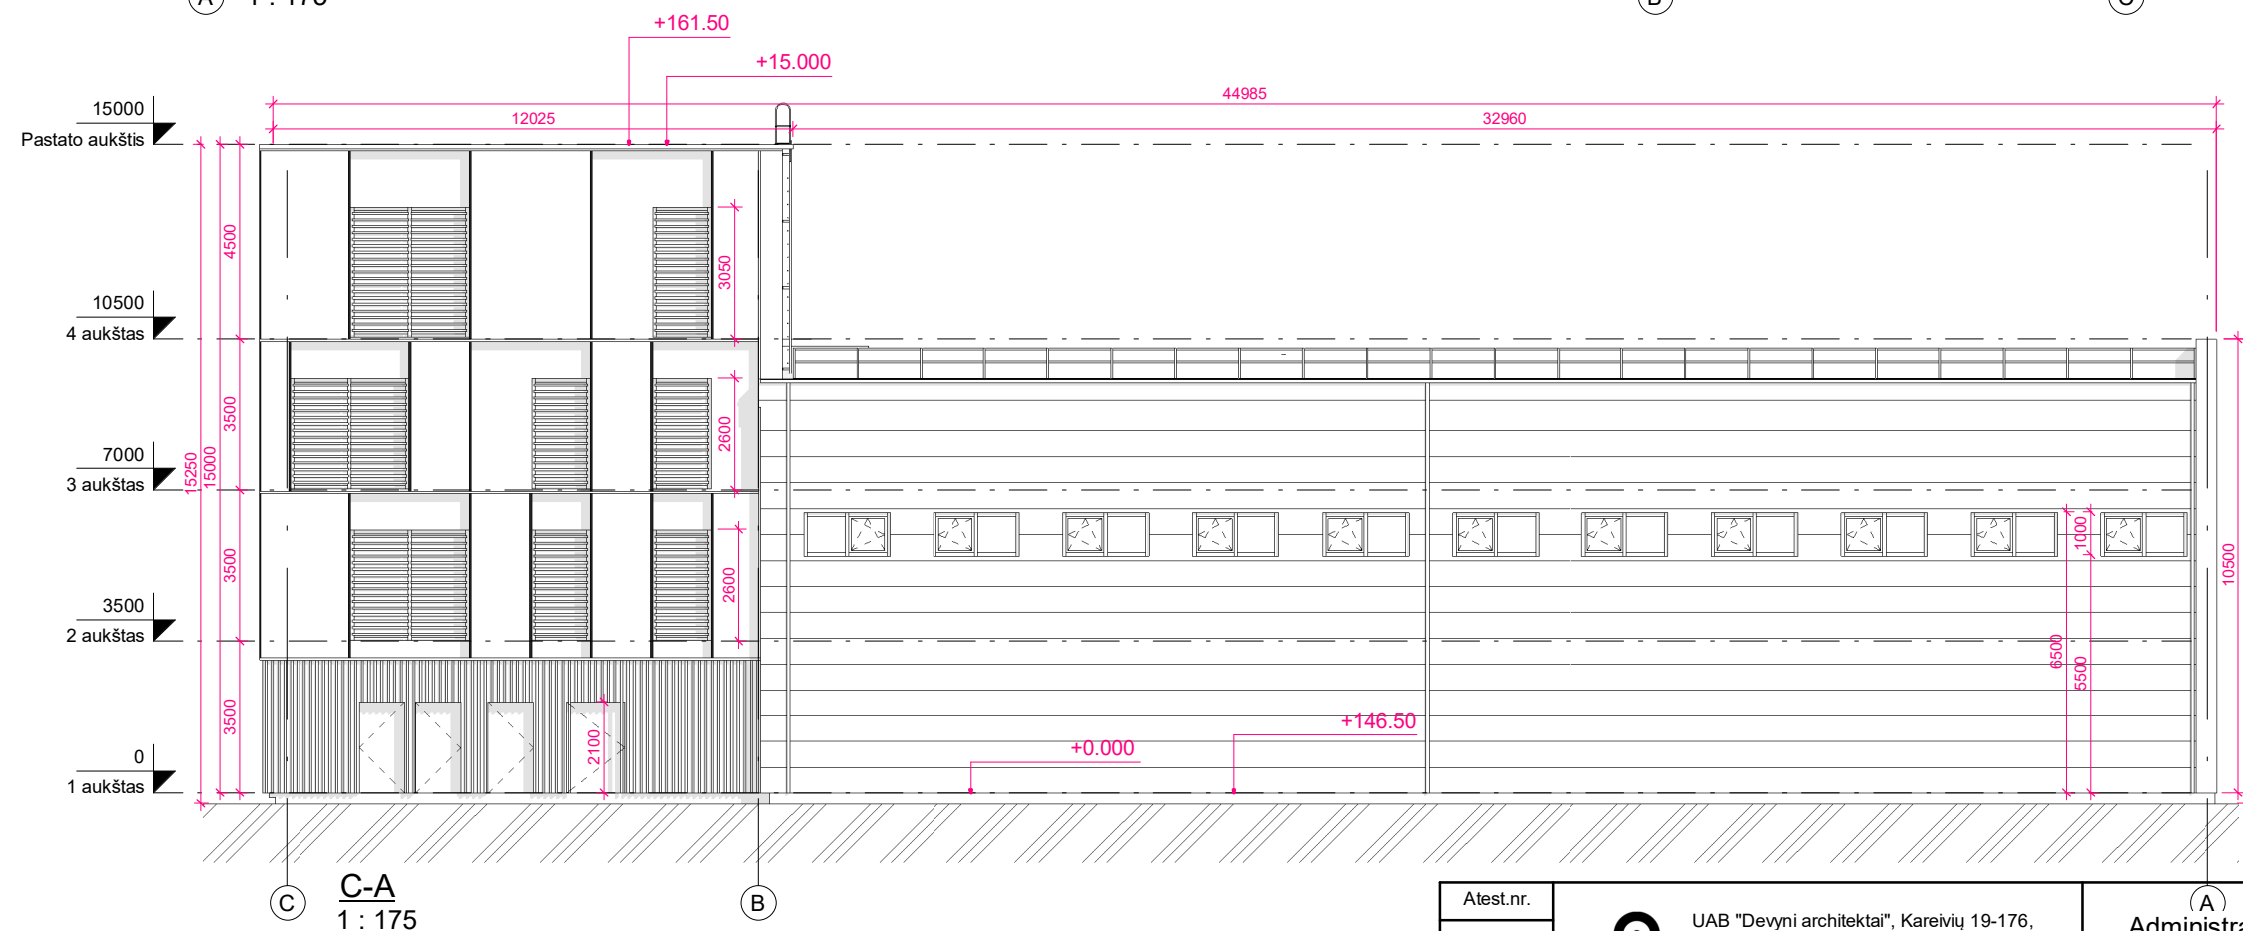 A 1 : 175
B
C
+161.50
+15.000
44985
12025
32960
15000
Pastato aukštis
4500
3050
10500
4 aukštas
3500
2600
7000
3 aukštas
15250
15000
3500
2600
1000
10500
3500
2 aukštas
6500
5500
3500
2100
+146.50
+0.000
0
1 aukštas
C-A
1 : 175
C
B
A
Atest.nr.
UAB "Devyni architektai", Kareivių 19-176,